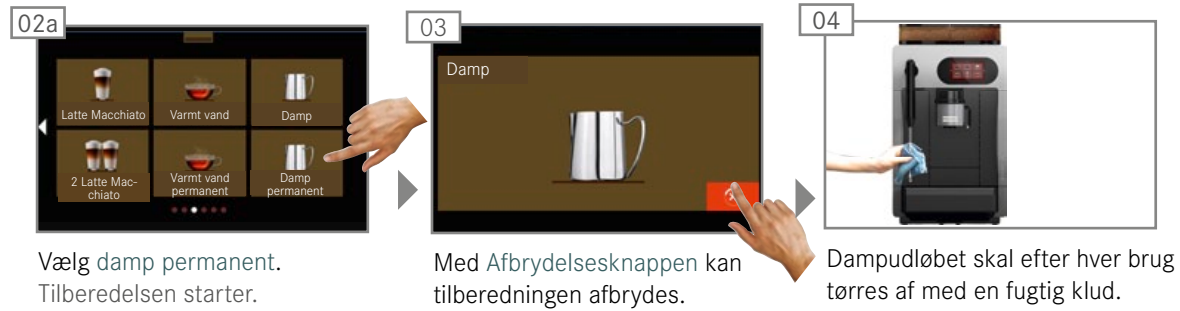 02a
Latte Macchiato
Varmt vand
Damp
2 Latte Mac-
chiato
Varmt vand
permanent
Damp
permanent
Vælg damp permanent.
Tilberedelsen starter.
03
Damp
Med Afbrydelsesknappen kan
tilberedningen afbrydes.
04
Dampudløbet skal efter hver brug
tørres af med en fugtig klud.